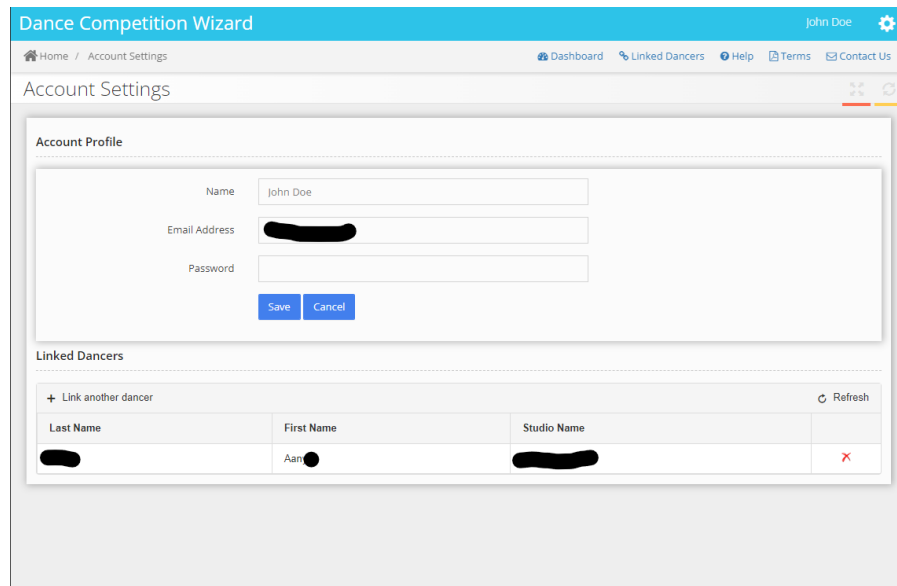 Dance Competition Wizard John Doe
Home / Account Settings Dashboard Linked Dancers Help Terms Contact Us
Account Settings
Account Profile
Name John Doe
Email Address
Password
Save Cancel
Linked Dancers
+ Link another dancer Refresh
Last Name First Name Studio Name